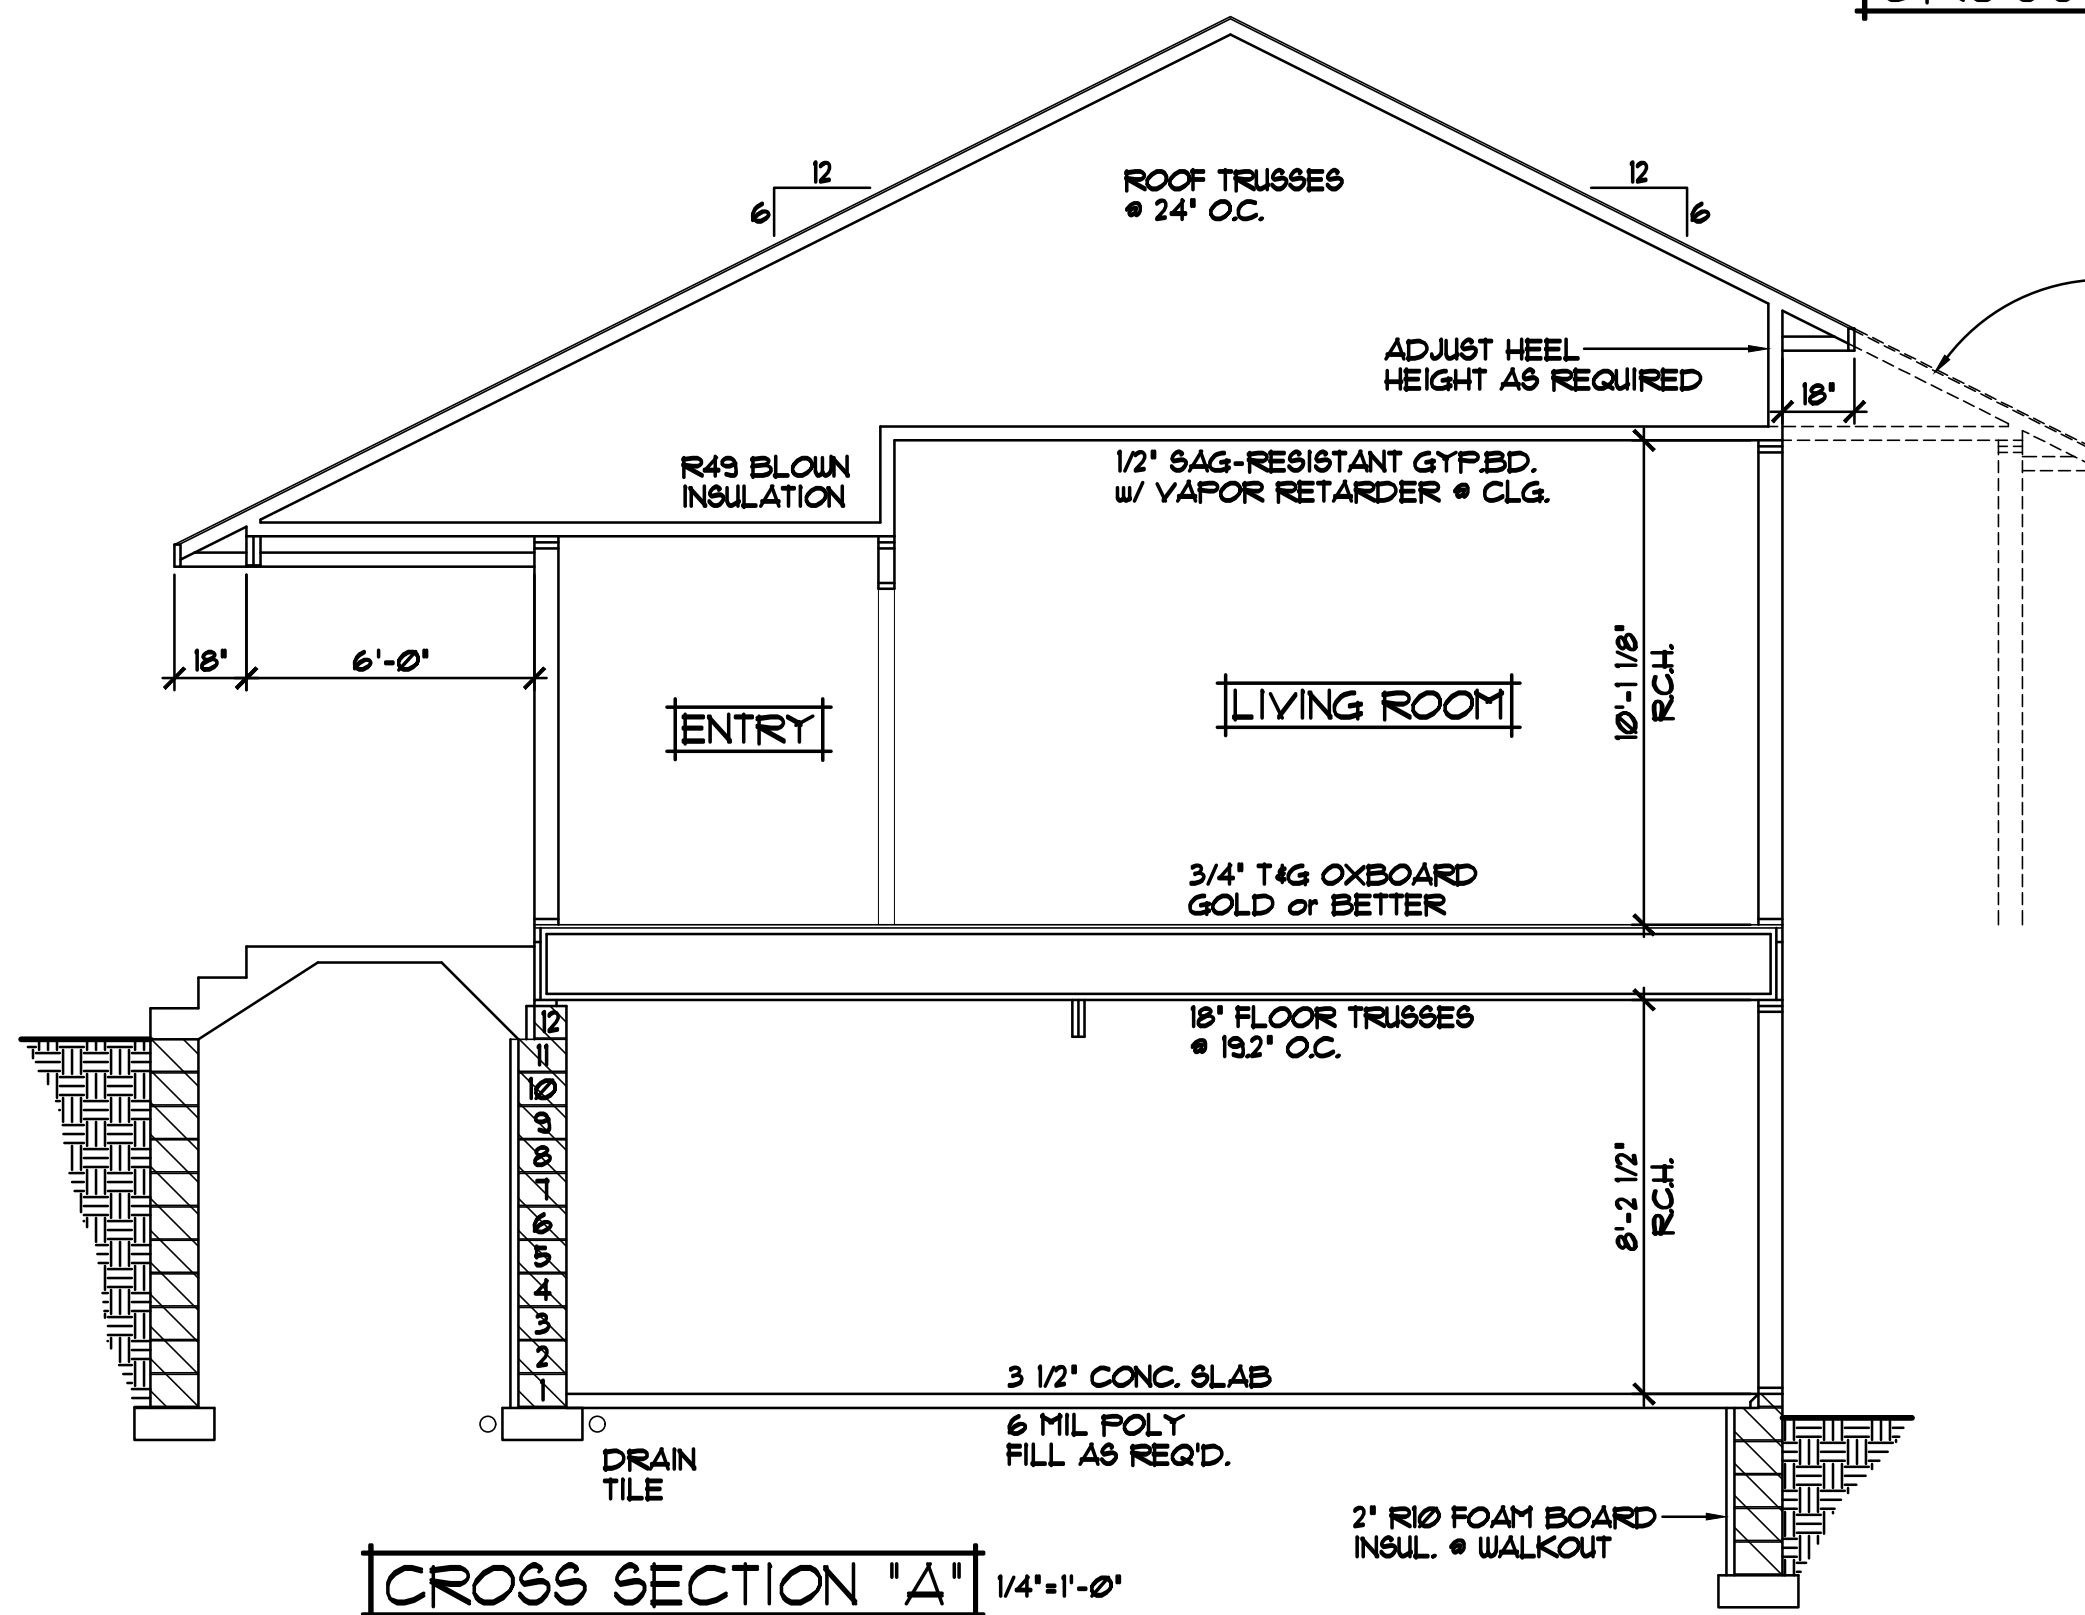 12
6
ROOF TRUSSES
@ 24" O.C.
12
6
ADJUST HEEL
HEIGHT AS REQUIRED
18"
R49 BLOWN
INSULATION
1/2" SAG-RESISTANT GYP.BD.
w/ VAPOR RETARDER @ CLG.
18"
6'-0"
ENTRY
LIVING ROOM
10'-1 1/8"
R.C.H.
3/4" T&G OXBOARD
GOLD or BETTER
18" FLOOR TRUSSES
@ 19.2" O.C.
12
11
10
9
8
7
6
5
4
3
2
1
8'-2 1/2"
R.C.H.
3 1/2" CONC. SLAB
6 MIL POLY
FILL AS REQ'D.
DRAIN
TILE
2" R10 FOAM BOARD
INSUL. @ WALKOUT
CROSS SECTION "A"
1/4"=1'-0"